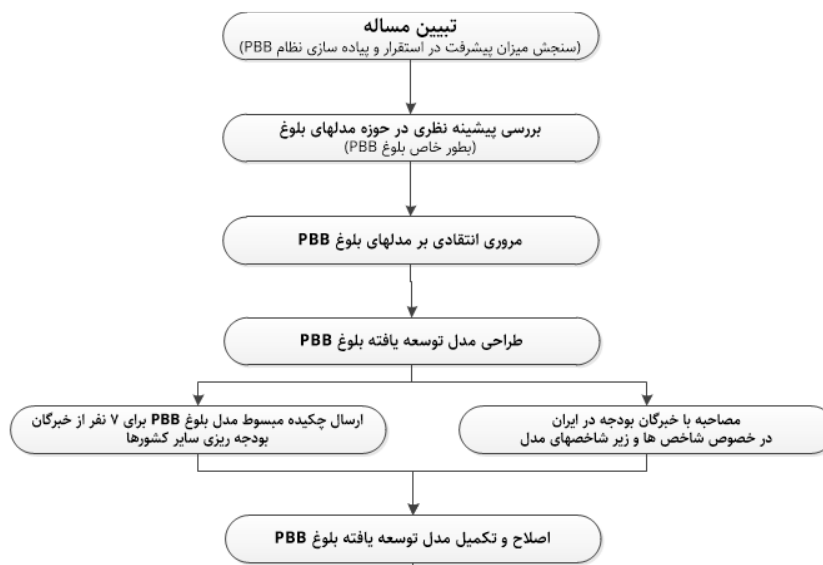 تبیین مساله
(سنجش میزان پیشرفت در استقرار و پیاده سازی نظام PBB)
بررسی پیشینه نظری در حوزه مدلهای بلوغ
(بطور خاص بلوغ PBB)
مروری انتقادی بر مدلهای بلوغ PBB
طراحی مدل توسعه یافته بلوغ PBB
مصاحبه با خبرگان بودجه در ایران
در خصوص شاخص ها و زیر شاخصهای مدل
ارسال چکیده مبسوط مدل بلوغ PBB برای ۷ نفر از خبرگان
بودجه ریزی سایر کشورها
اصلاح و تکمیل مدل توسعه یافته بلوغ PBB